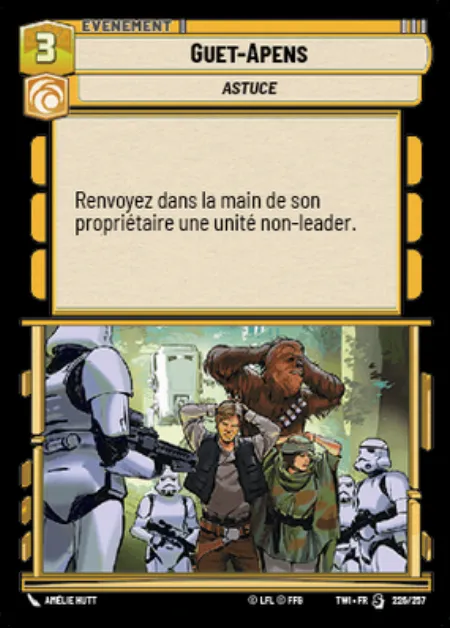 ÉVÉNEMENT
3
Guet-Apens
ASTUCE
Renvoyez dans la main de son
propriétaire une unité non-leader.
AMÉLIE HUTT
© LFL © FFG
TWI • FR
226/257